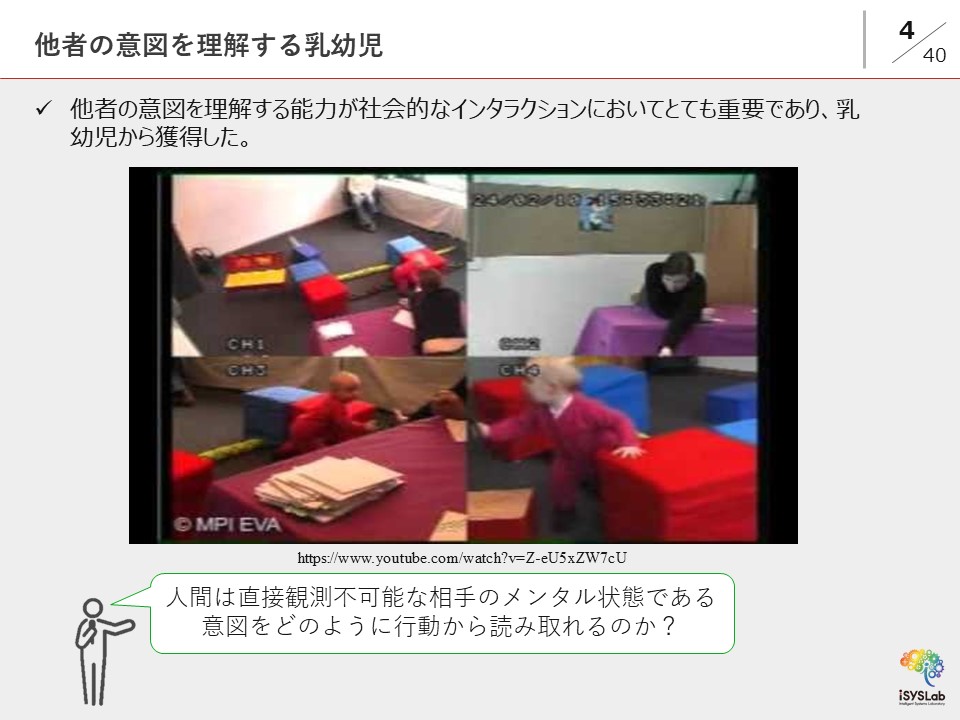 他者の意図を理解する乳幼児
4
40
✓ 他者の意図を理解する能力が社会的なインタラクションにおいてとても重要であり、乳
幼児から獲得した。
24/02/10 15:53:21
CH1
CH2
CH3
CH4
© MPI EVA
https://www.youtube.com/watch?v=Z-eU5xZW7cU
人間は直接観測不可能な相手のメンタル状態である
意図をどのように行動から読み取れるのか？
iSYSLab
Intelligent Systems Laboratory